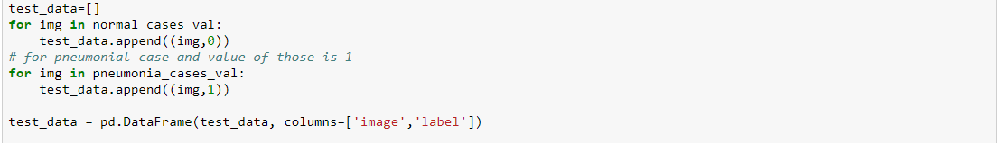 test_data=[]
for img in normal_cases_val:
    test_data.append((img,0))
# for pneumonial case and value of those is 1
for img in pneumonia_cases_val:
    test_data.append((img,1))

test_data = pd.DataFrame(test_data, columns=['image','label'])